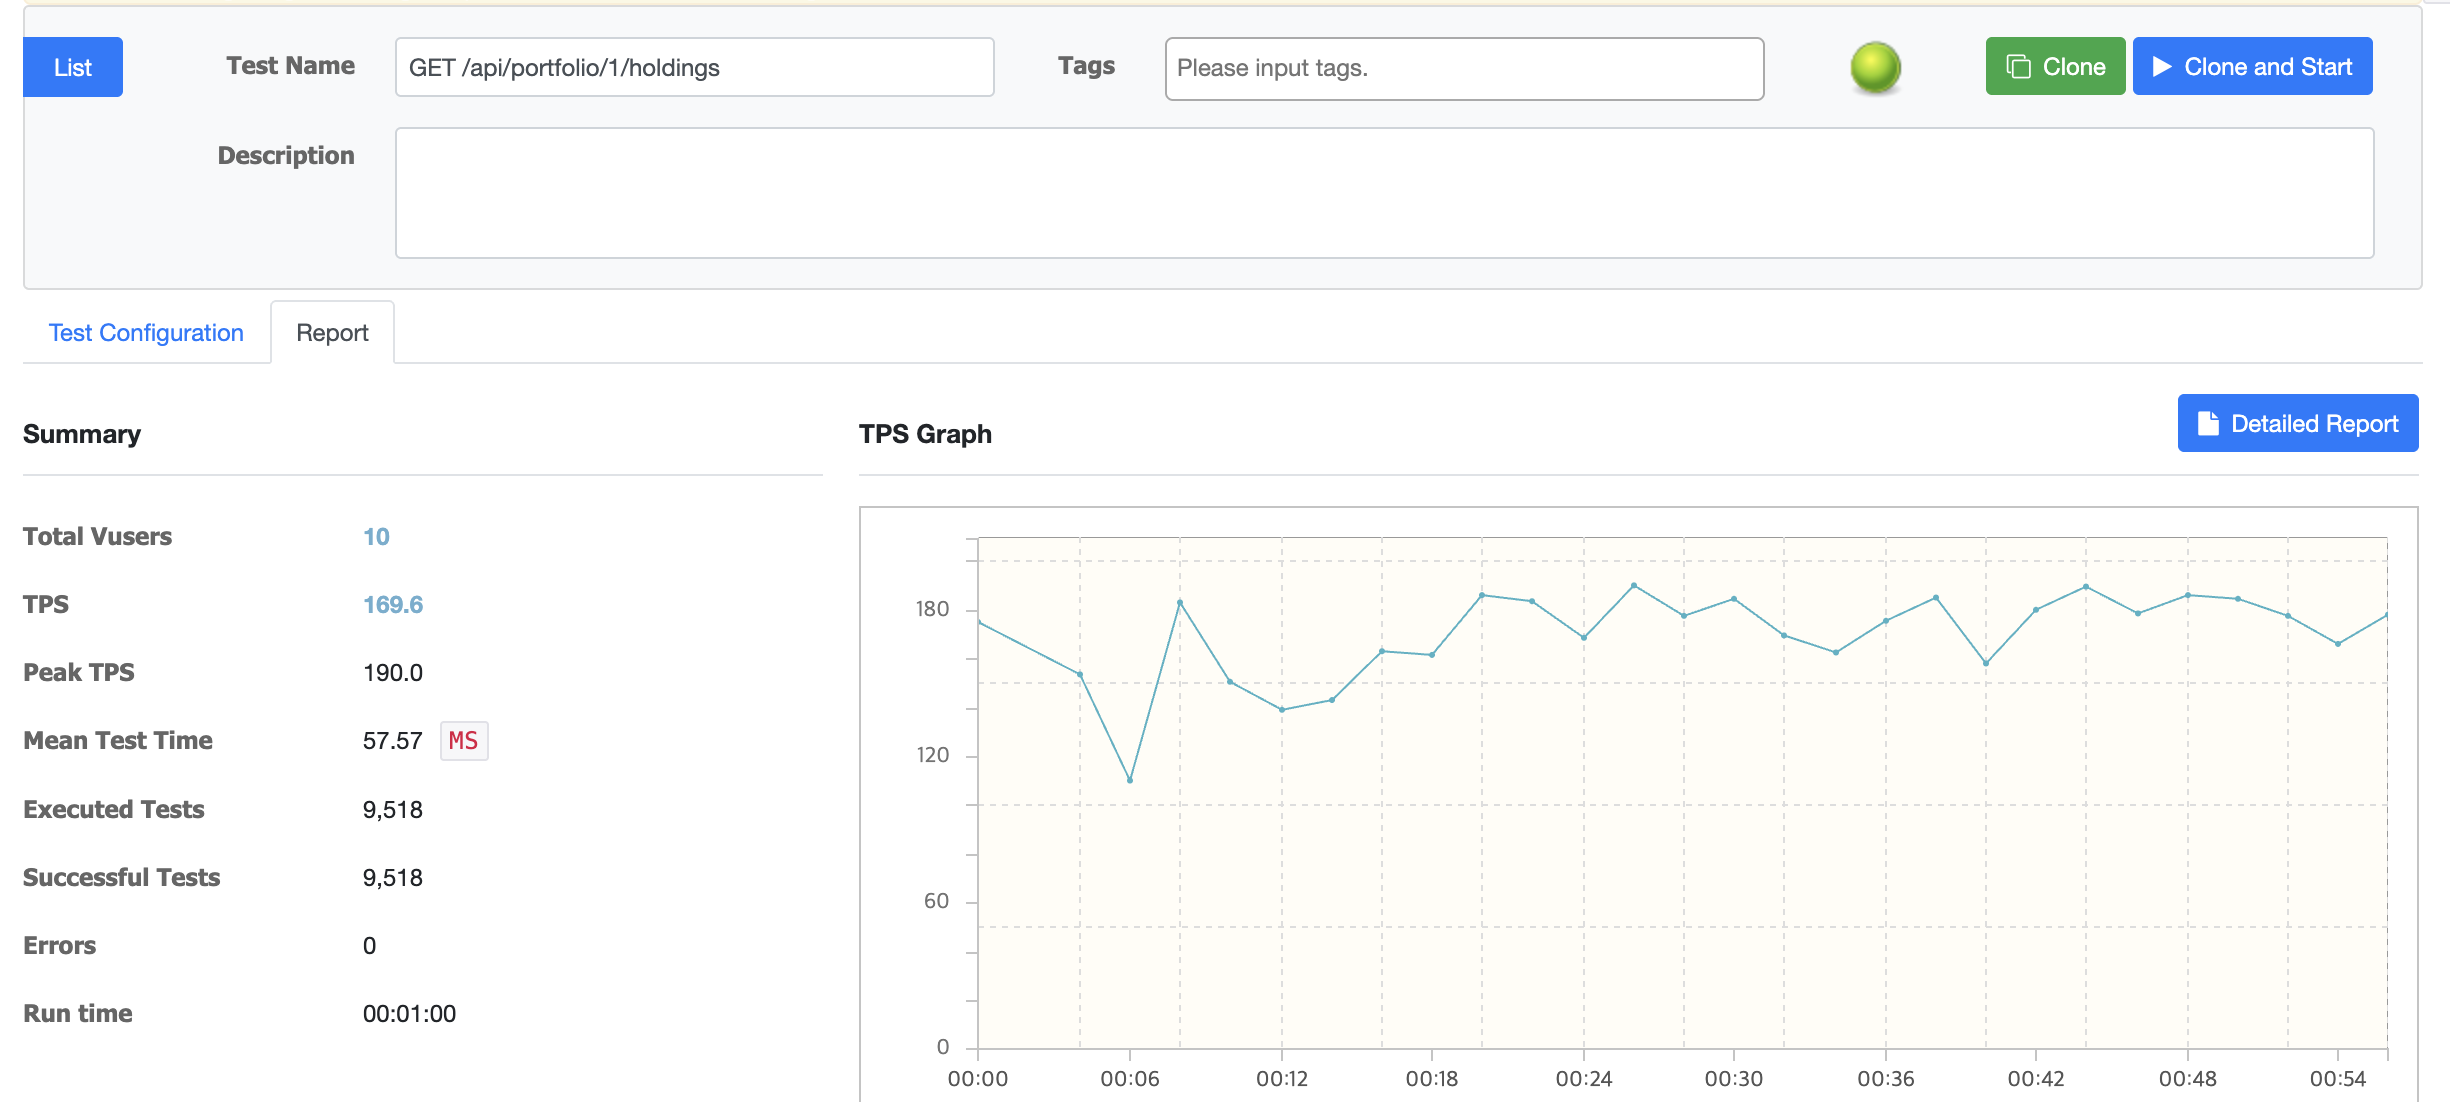 List
Test Name
GET /api/portfolio/1/holdings
Tags
Please input tags.
Clone
Clone and Start
Description
Test Configuration
Report
Summary
Total Vusers 10
TPS 169.6
Peak TPS 190.0
Mean Test Time 57.57 MS
Executed Tests 9,518
Successful Tests 9,518
Errors 0
Run time 00:01:00
TPS Graph
Detailed Report
180
120
60
0
00:00 00:06 00:12 00:18 00:24 00:30 00:36 00:42 00:48 00:54